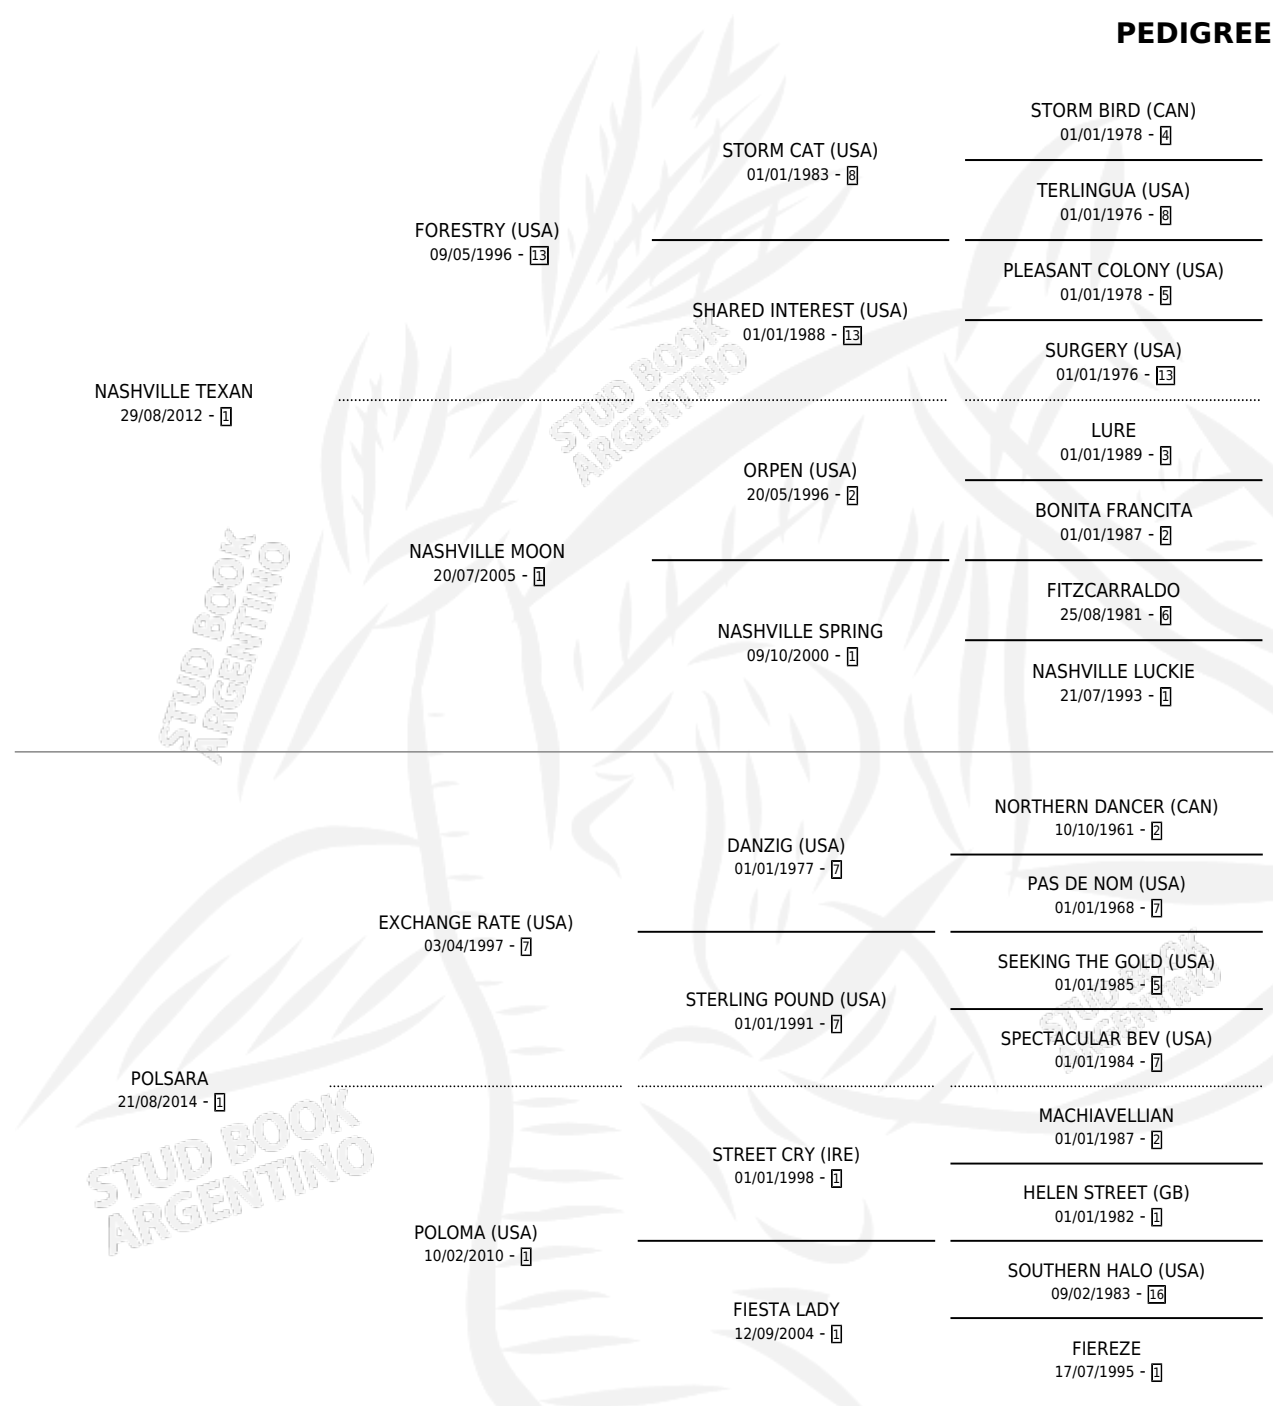 PEDIGREE
STORM BIRD (CAN)
01/01/1978 - 4
STORM CAT (USA)
01/01/1983 - 8
TERLINGUA (USA)
01/01/1976 - 8
FORESTRY (USA)
09/05/1996 - 13
PLEASANT COLONY (USA)
01/01/1978 - 5
SHARED INTEREST (USA)
01/01/1988 - 13
SURGERY (USA)
01/01/1976 - 13
NASHVILLE TEXAN
29/08/2012 - 1
LURE
01/01/1989 - 3
ORPEN (USA)
20/05/1996 - 2
BONITA FRANCITA
01/01/1987 - 2
NASHVILLE MOON
20/07/2005 - 1
FITZCARRALDO
25/08/1981 - 6
NASHVILLE SPRING
09/10/2000 - 1
NASHVILLE LUCKIE
21/07/1993 - 1
STUD BOOK
ARGENTINO
STUD BOOK
ARGENTINO
NORTHERN DANCER (CAN)
10/10/1961 - 2
DANZIG (USA)
01/01/1977 - 7
PAS DE NOM (USA)
01/01/1968 - 7
EXCHANGE RATE (USA)
03/04/1997 - 7
SEEKING THE GOLD (USA)
01/01/1985 - 5
STERLING POUND (USA)
01/01/1991 - 7
SPECTACULAR BEV (USA)
01/01/1984 - 7
POLSARA
21/08/2014 - 1
MACHIAVELLIAN
01/01/1987 - 2
STREET CRY (IRE)
01/01/1998 - 1
HELEN STREET (GB)
01/01/1982 - 1
POLOMA (USA)
10/02/2010 - 1
SOUTHERN HALO (USA)
09/02/1983 - 16
FIESTA LADY
12/09/2004 - 1
FIEREZE
17/07/1995 - 1
STUD BOOK
ARGENTINO
STUD BOOK
ARGENTINO